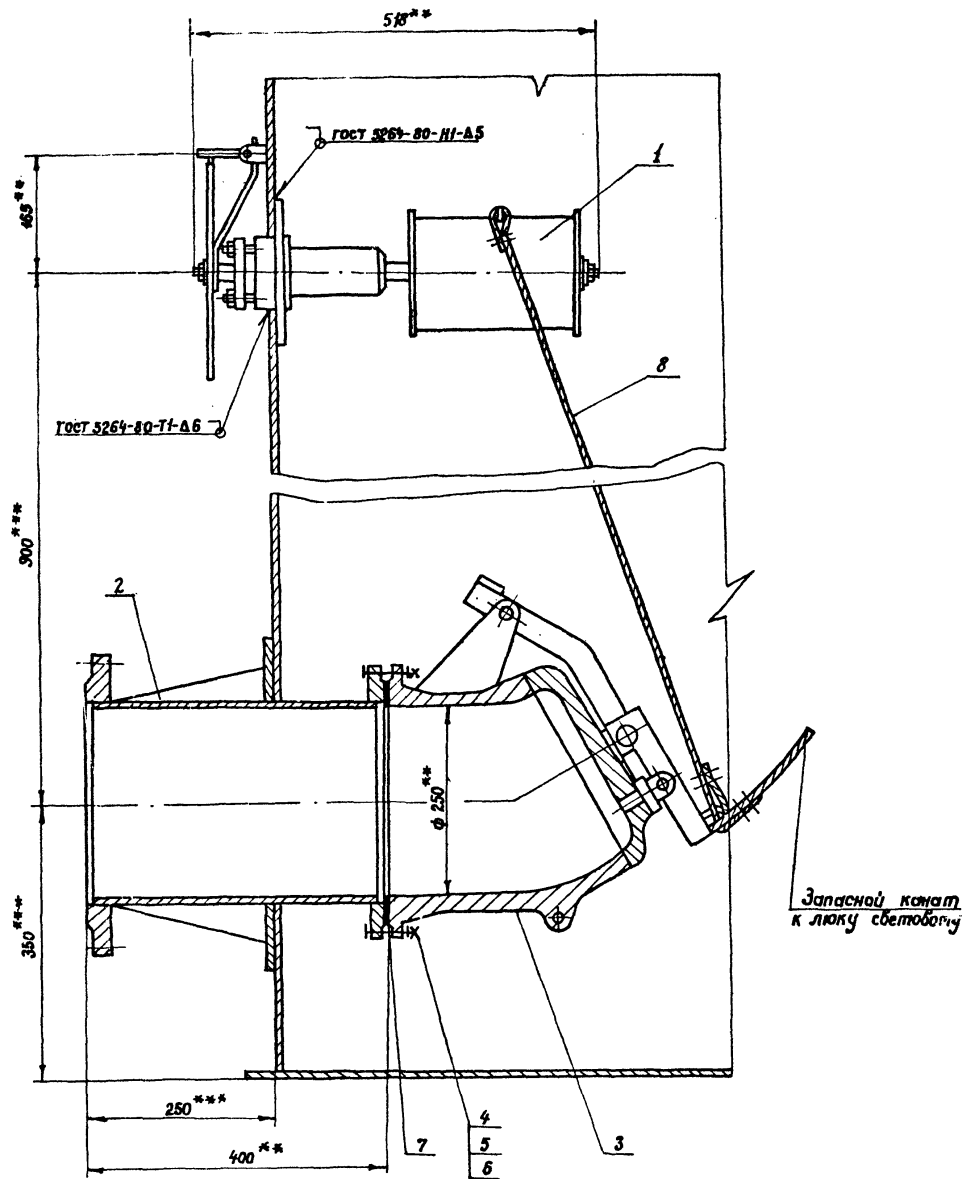 518**
ГОСТ 5264-80-Н1-Δ5
1
165**
8
ГОСТ 5264-80-Т1-Δ6
900***
2
ф 250**
Запасной канат
к люку световому
350***
250***
400**
7
4
5
6
3